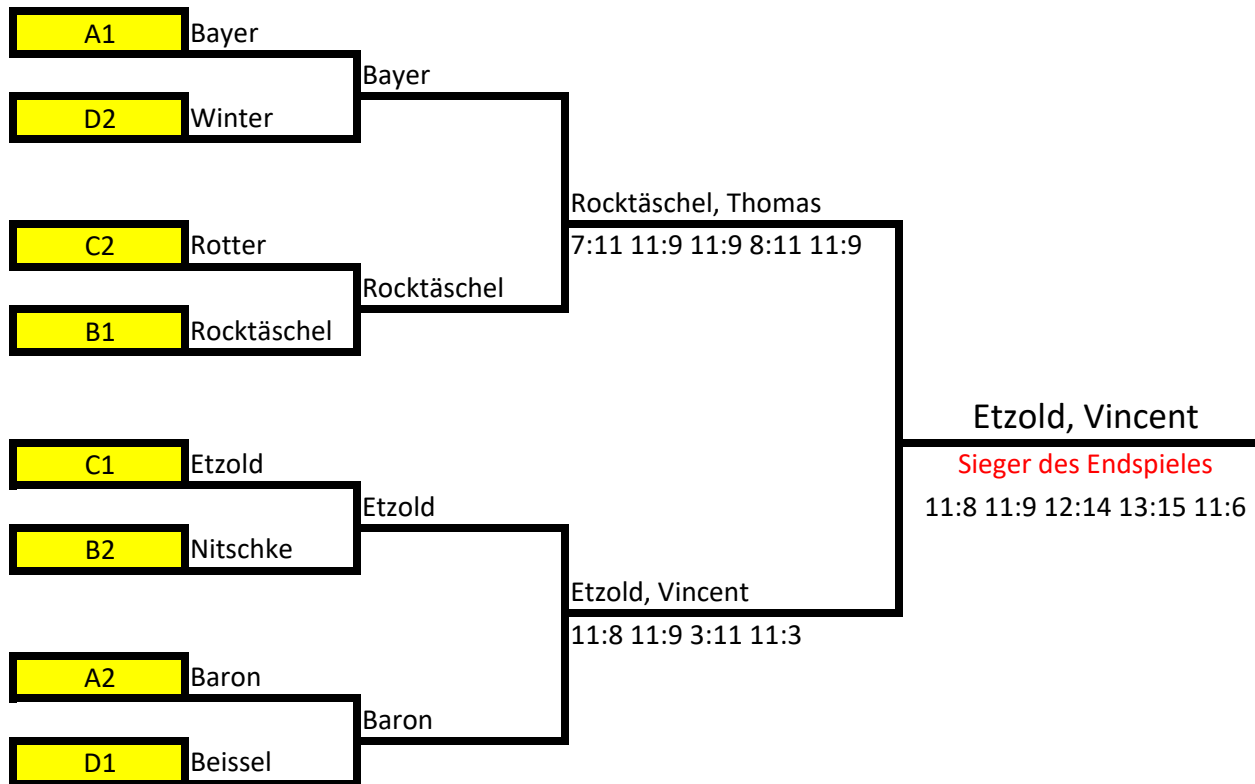 A1 Bayer
Bayer
D2 Winter
Rocktäschel, Thomas
7:11 11:9 11:9 8:11 11:9
C2 Rotter
Rocktäschel
B1 Rocktäschel
Etzold, Vincent
Sieger des Endspieles
11:8 11:9 12:14 13:15 11:6
C1 Etzold
Etzold
B2 Nitschke
Etzold, Vincent
11:8 11:9 3:11 11:3
A2 Baron
Baron
D1 Beissel